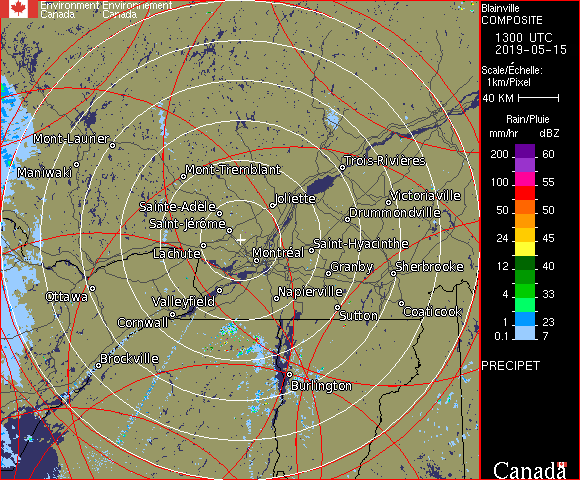 Environment Environnement
Canada Canada
Blainville
COMPOSITE
1300 UTC
2019-05-15
Scale/Échelle:
1km/Pixel
40 KM
Rain/Pluie
mm/hr dBZ
200 60
100 55
50 50
24 45
12 40
4 33
1 23
0.1 7
PRECIPET
Canada
Mont-Laurier
Maniwaki
Mont-Tremblant
Trois-Rivières
Joliette
Victoriaville
Sainte-Adèle
Drummondville
Saint-Jérôme
Saint-Hyacinthe
Lachute
Montréal
Granby
Sherbrooke
Ottawa
Valleyfield
Napierville
Coaticook
Cornwall
Sutton
Brockville
Burlington